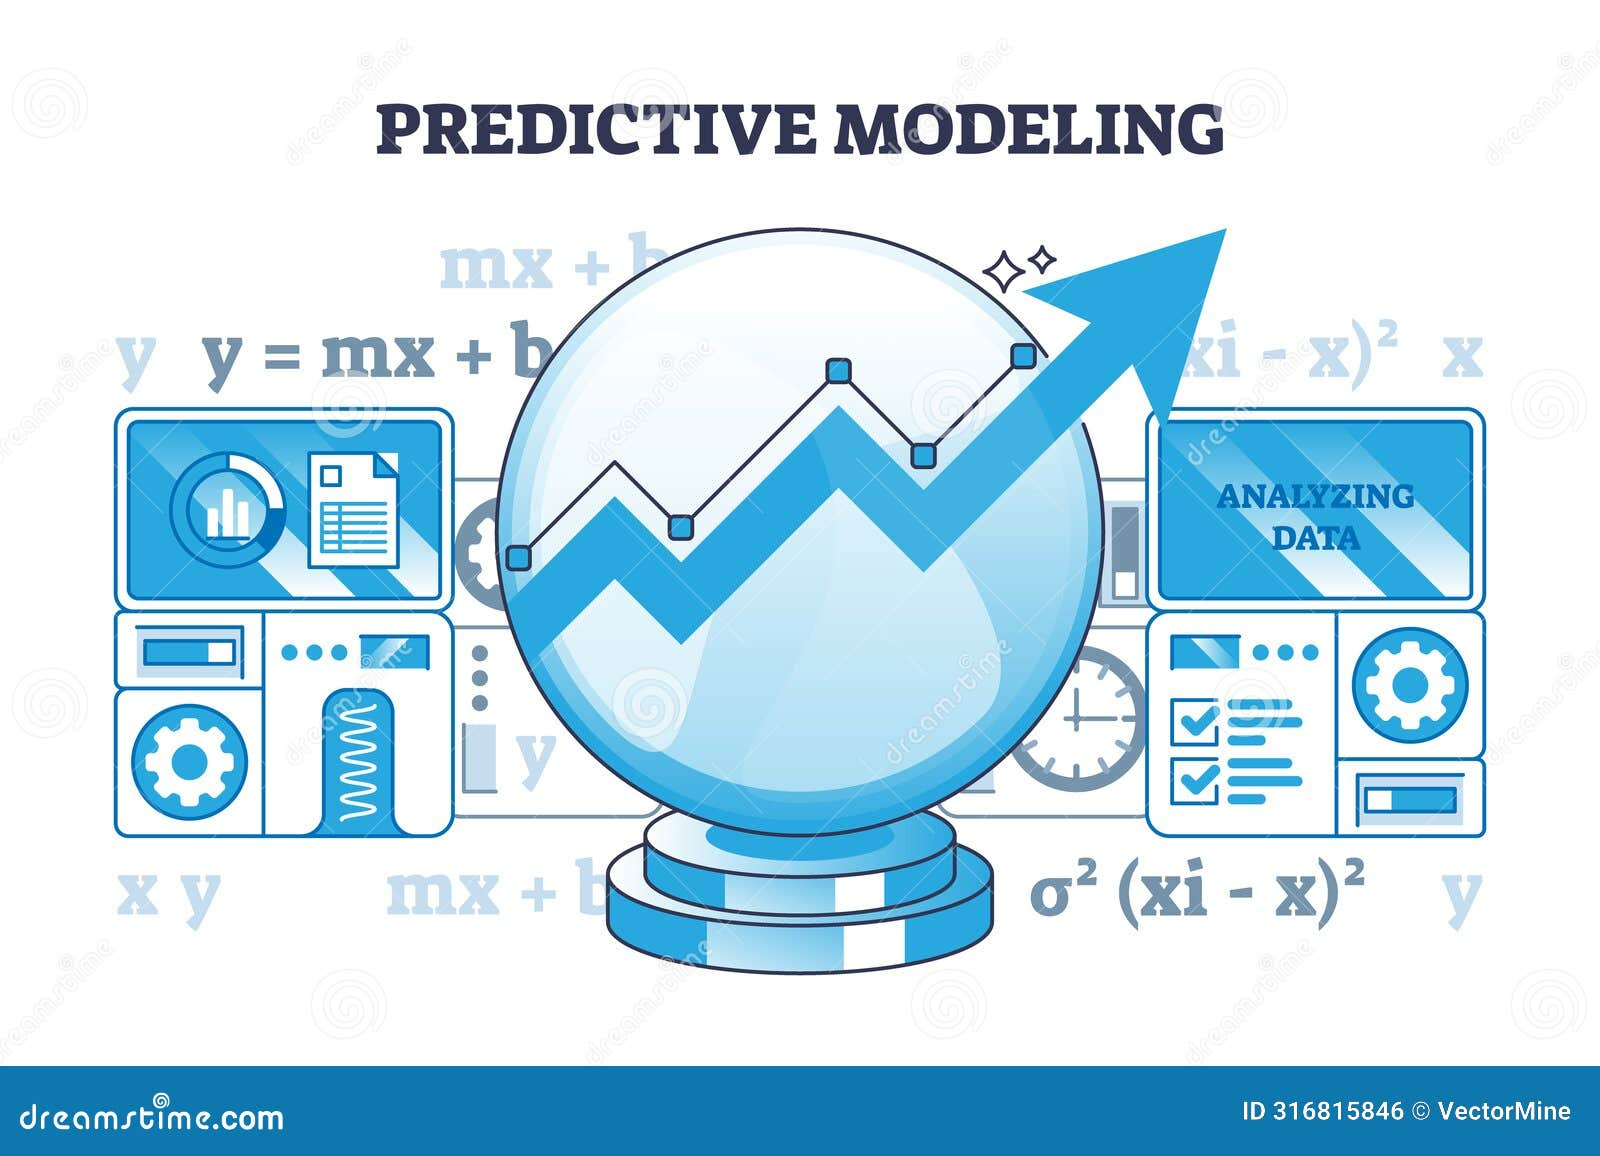 PREDICTIVE MODELING
mx + b
y
y = mx + b
xi - x)²
x
ANALYZING
DATA
y
x y
mx + b
σ² (xi - x)²
y
dreamstime.com
ID 316815846 © VectorMine